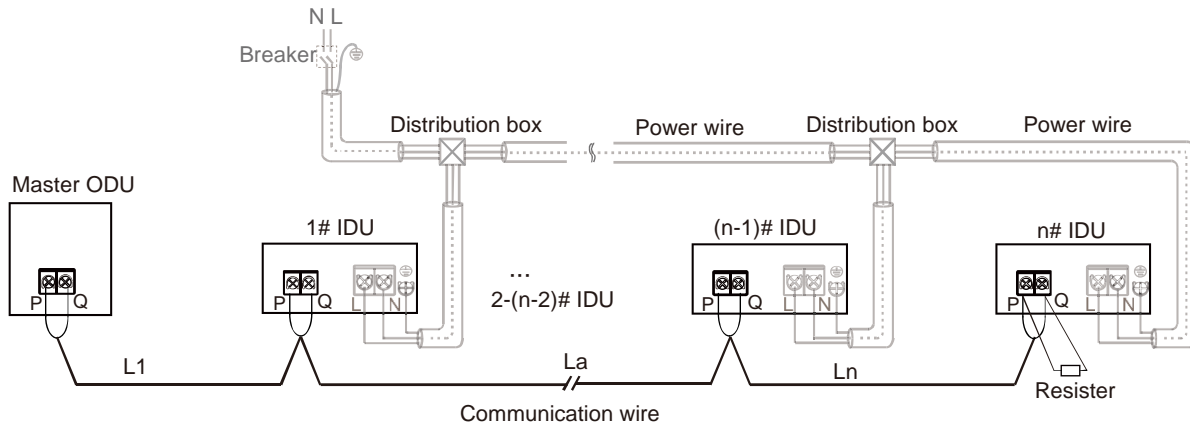 N L
Breaker
Distribution box
Power wire
Distribution box
Power wire
Master ODU
1# IDU
(n-1)# IDU
n# IDU
...
2-(n-2)# IDU
P Q
P Q L N
P Q L N
P Q L N
L1
La
Ln
Resister
Communication wire